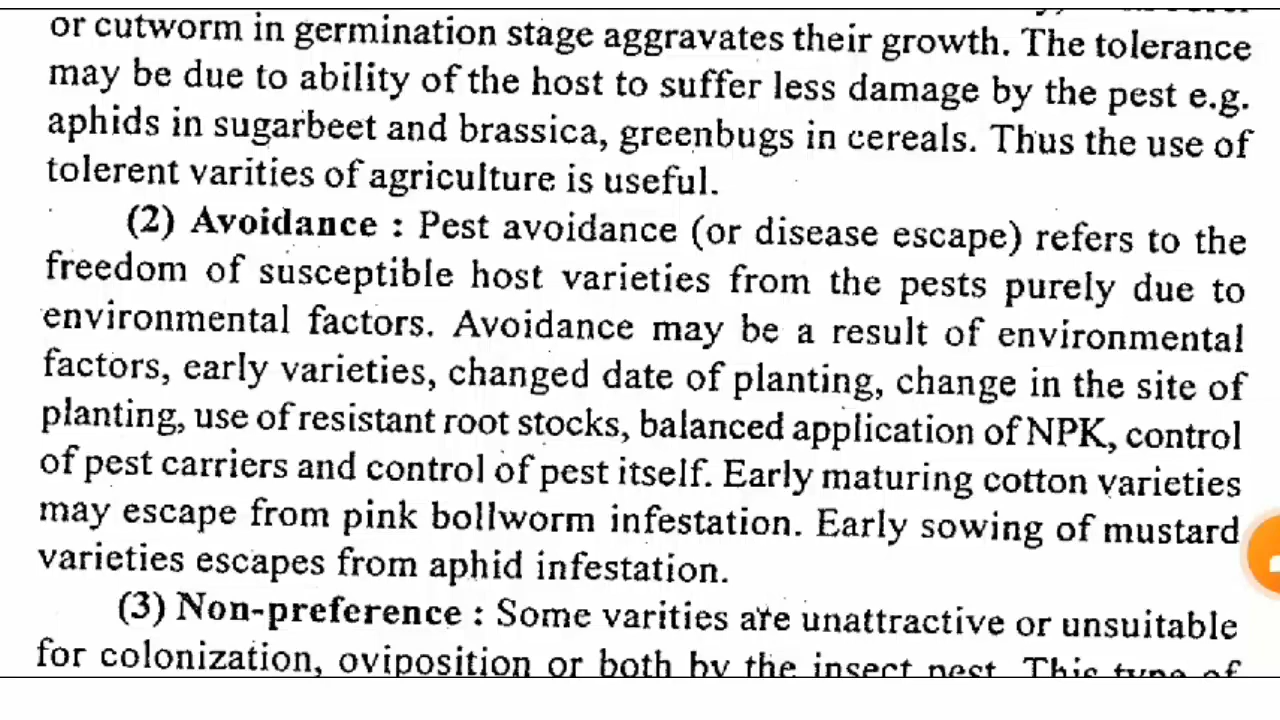 or cutworm in germination stage aggravates their growth. The tolerance
may be due to ability of the host to suffer less damage by the pest e.g.
aphids in sugarbeet and brassica, greenbugs in cereals. Thus the use of
tolerent varities of agriculture is useful.
(2) Avoidance : Pest avoidance (or disease escape) refers to the
freedom of susceptible host varieties from the pests purely due to
environmental factors. Avoidance may be a result of environmental
factors, early varieties, changed date of planting, change in the site of
planting, use of resistant root stocks, balanced application of NPK, control
of pest carriers and control of pest itself. Early maturing cotton varieties
may escape from pink bollworm infestation. Early sowing of mustard
varieties escapes from aphid infestation.
(3) Non-preference : Some varities are unattractive or unsuitable
for colonization, oviposition or both by the insect pest. This type of